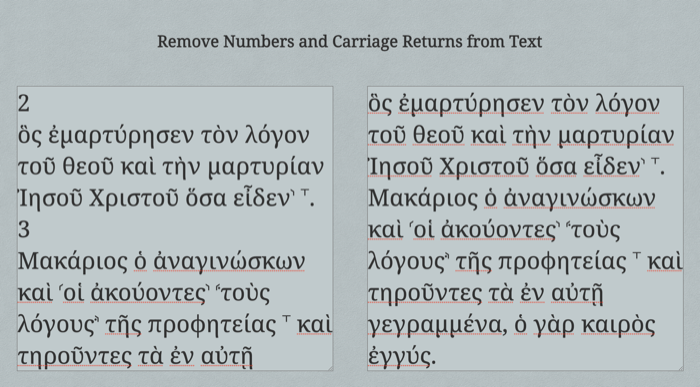 Remove Numbers and Carriage Returns from Text
2
ὃς ἐμαρτύρησεν τὸν λόγον
τοῦ θεοῦ καὶ τὴν μαρτυρίαν
Ἰησοῦ Χριστοῦ ὅσα εἶδεν⸃ ⸆.
3
Μακάριος ὁ ἀναγινώσκων
καὶ ⸂οἱ ἀκούοντες⸃ ⸄τοὺς
λόγους⸅ τῆς προφητείας ⸆ καὶ
τηροῦντες τὰ ἐν αὐτῇ
ὃς ἐμαρτύρησεν τὸν λόγον
τοῦ θεοῦ καὶ τὴν μαρτυρίαν
Ἰησοῦ Χριστοῦ ὅσα εἶδεν⸃ ⸆.
Μακάριος ὁ ἀναγινώσκων
καὶ ⸂οἱ ἀκούοντες⸃ ⸄τοὺς
λόγους⸅ τῆς προφητείας ⸆ καὶ
τηροῦντες τὰ ἐν αὐτῇ
γεγραμμένα, ὁ γὰρ καιρὸς
ἐγγύς.